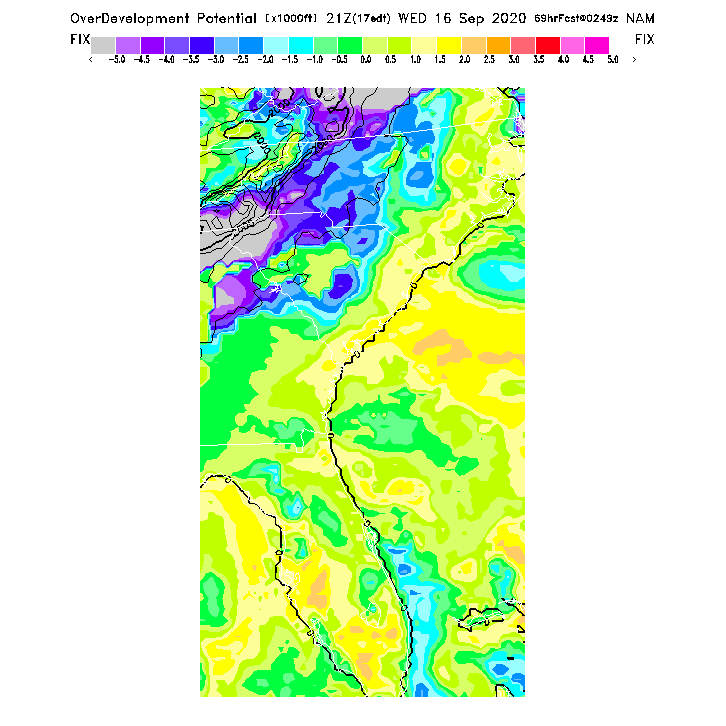 OverDevelopment Potential [x1000ft] 21Z(17edt) WED 16 Sep 2020 69hrFcst@0249z NAM
FIX FIX
< -5.0 -4.5 -4.0 -3.5 -3.0 -2.5 -2.0 -1.5 -1.0 -0.5 0.0 0.5 1.0 1.5 2.0 2.5 3.0 3.5 4.0 4.5 5.0 >